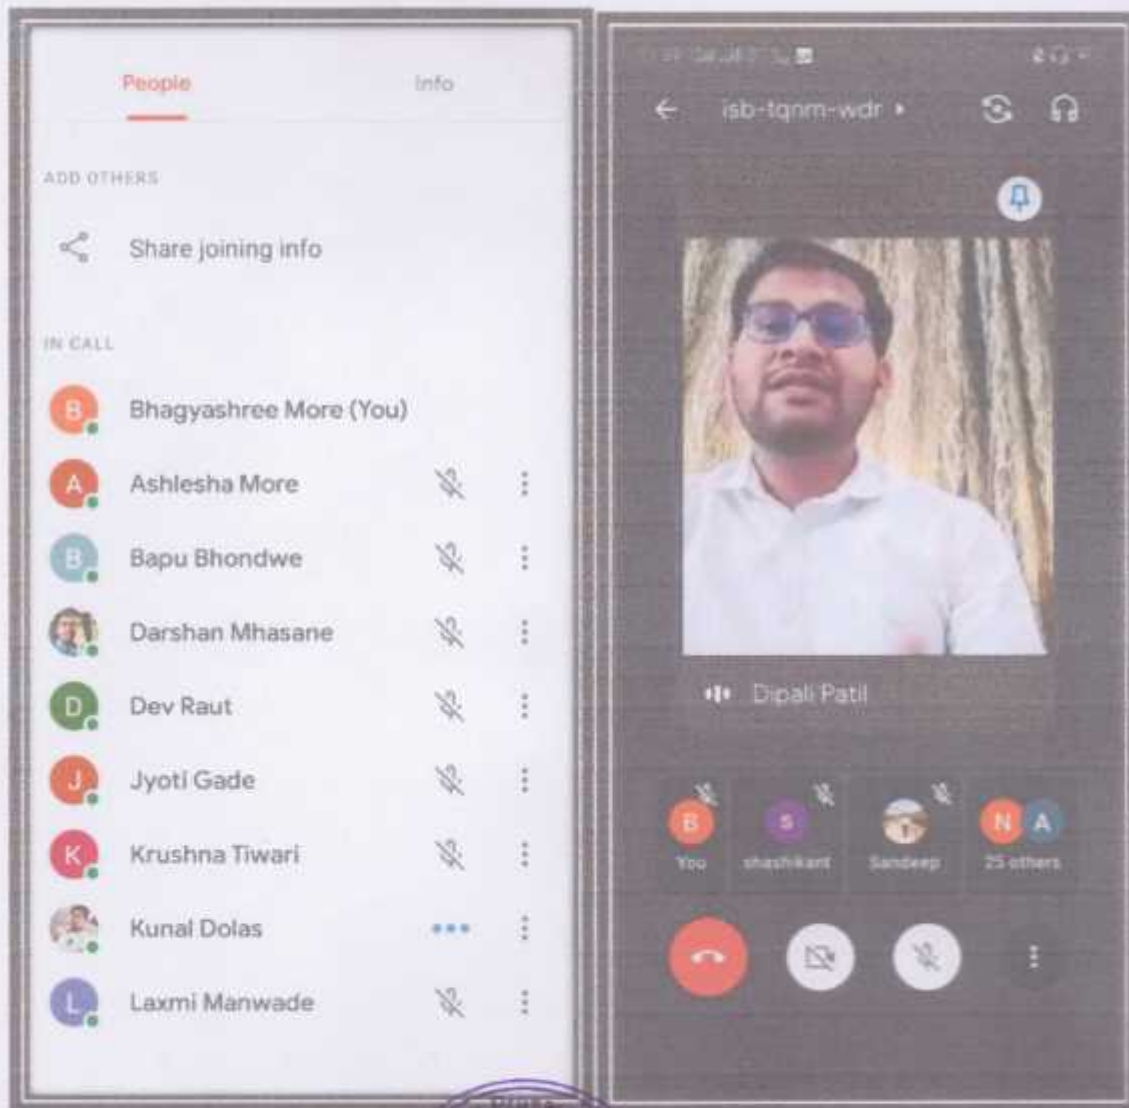 People Info
ADD OTHERS
Share joining info
IN CALL
B Bhagyashree More (You)
A Ashlesha More
B Bapu Bhondwe
Darshan Mhasane
D Dev Raut
J Jyoti Gade
K Krushna Tiwari
Kunal Dolas
L Laxmi Manwade
isb-tqnm-wdr
Dipali Patil
B S N A
You shashikant Sandeep 25 others